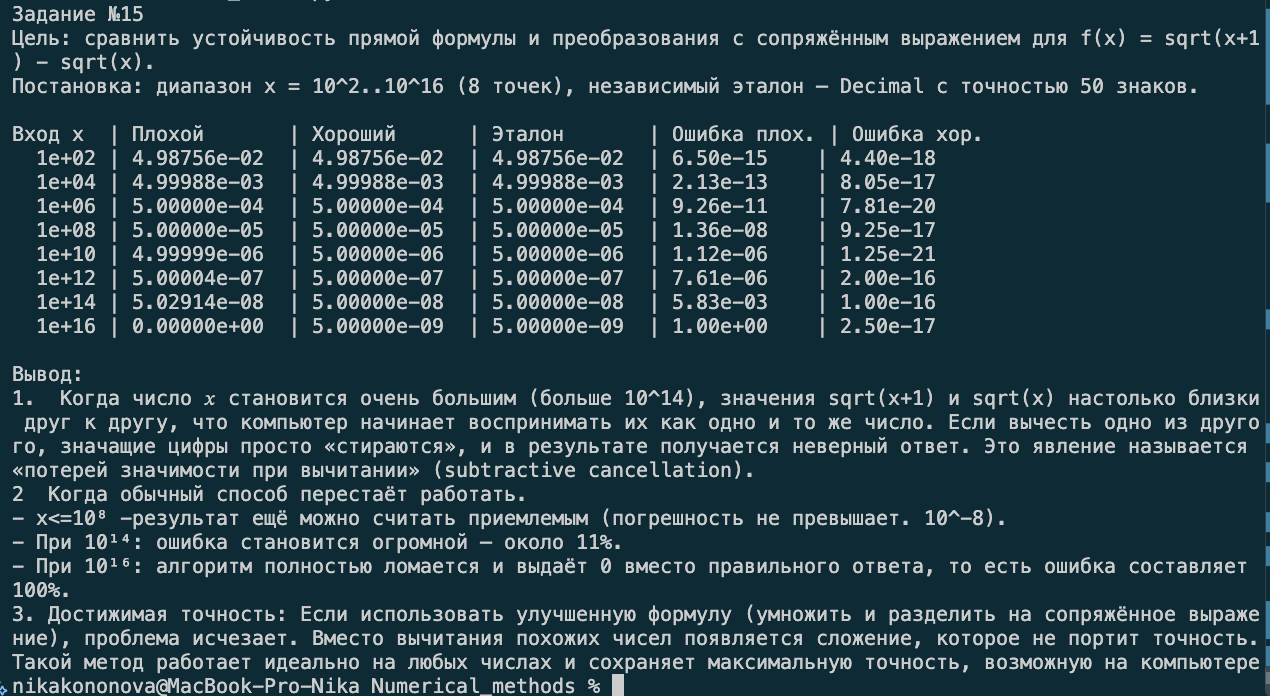 Задание №15
Цель: сравнить устойчивость прямой формулы и преобразования с сопряжённым выражением для f(x) = sqrt(x+1
) − sqrt(x).
Постановка: диапазон x = 10^2..10^16 (8 точек), независимый эталон — Decimal с точностью 50 знаков.
Вход x | Плохой | Хороший | Эталон | Ошибка плох. | Ошибка хор.
1e+02 | 4.98756e-02 | 4.98756e-02 | 4.98756e-02 | 6.50e-15 | 4.40e-18
1e+04 | 4.99988e-03 | 4.99988e-03 | 4.99988e-03 | 2.13e-13 | 8.05e-17
1e+06 | 5.00000e-04 | 5.00000e-04 | 5.00000e-04 | 9.26e-11 | 7.81e-20
1e+08 | 5.00000e-05 | 5.00000e-05 | 5.00000e-05 | 1.36e-08 | 9.25e-17
1e+10 | 4.99999e-06 | 5.00000e-06 | 5.00000e-06 | 1.12e-06 | 1.25e-21
1e+12 | 5.00004e-07 | 5.00000e-07 | 5.00000e-07 | 7.61e-06 | 2.00e-16
1e+14 | 5.02914e-08 | 5.00000e-08 | 5.00000e-08 | 5.83e-03 | 1.00e-16
1e+16 | 0.00000e+00 | 5.00000e-09 | 5.00000e-09 | 1.00e+00 | 2.50e-17
Вывод:
1.  Когда число 𝑥 становится очень большим (больше 10^14), значения sqrt(x+1) и sqrt(x) настолько близки
друг к другу, что компьютер начинает воспринимать их как одно и то же число. Если вычесть одно из друго
го, значащие цифры просто «стираются», и в результате получается неверный ответ. Это явление называется
«потерей значимости при вычитании» (subtractive cancellation).
2  Когда обычный способ перестаёт работать.
− x<=10⁸ −результат ещё можно считать приемлемым (погрешность не превышает. 10^−8).
− При 10¹⁴: ошибка становится огромной — около 11%.
− При 10¹⁶: алгоритм полностью ломается и выдаёт 0 вместо правильного ответа, то есть ошибка составляет
100%.
3. Достижимая точность: Если использовать улучшенную формулу (умножить и разделить на сопряжённое выраже
ние), проблема исчезает. Вместо вычитания похожих чисел появляется сложение, которое не портит точность.
Такой метод работает идеально на любых числах и сохраняет максимальную точность, возможную на компьютере
nikakononova@MacBook-Pro-Nika Numerical_methods %